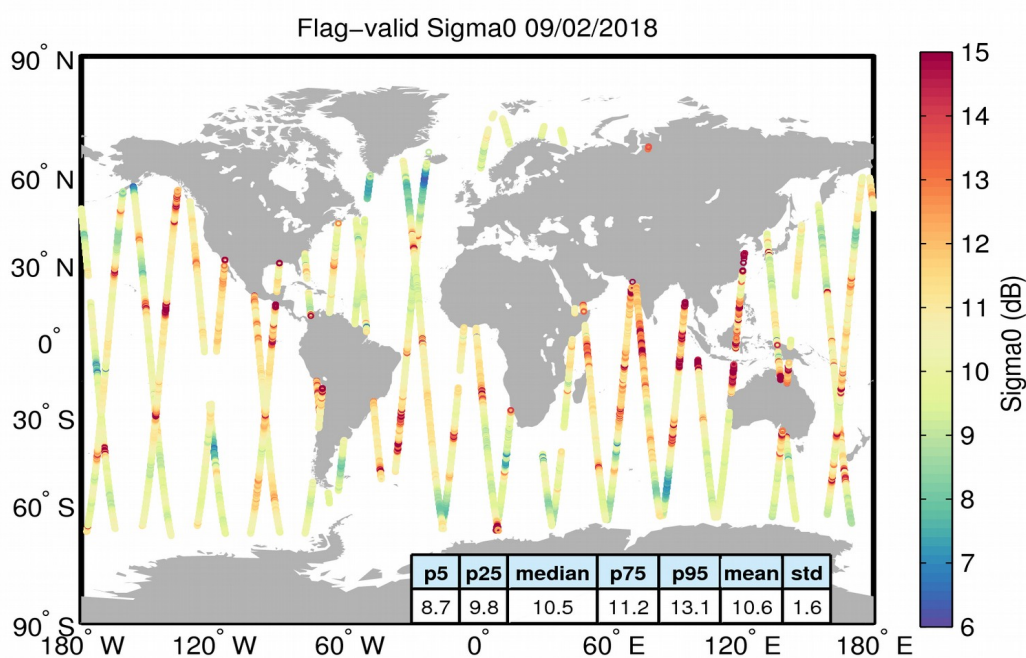 Flag−valid Sigma0 09/02/2018
90° N
60° N
30° N
0°
30° S
60° S
90° S
180° W
120° W
60° W
0°
60° E
120° E
180° E
15
14
13
12
11
10
9
8
7
6
Sigma0 (dB)
p5 p25 median p75 p95 mean std
8.7 9.8 10.5 11.2 13.1 10.6 1.6